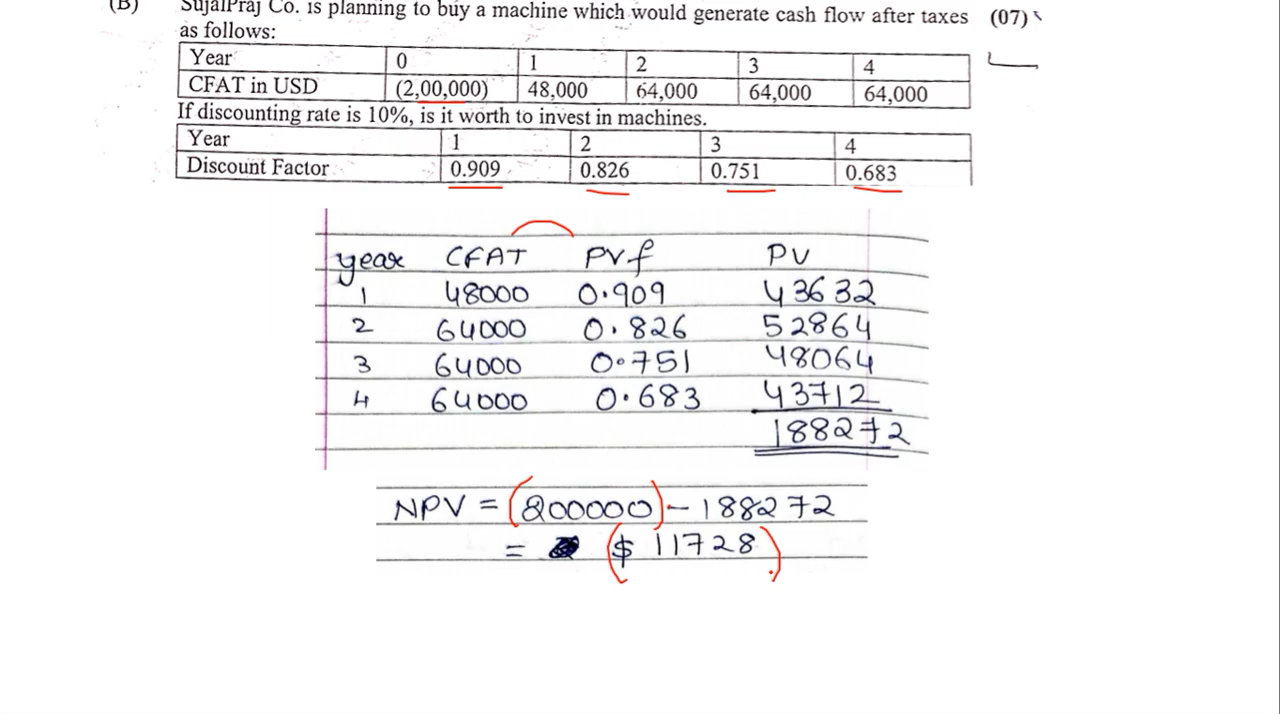 (B) SujalPraj Co. is planning to buy a machine which would generate cash flow after taxes (07)
as follows:
Year 0 1 2 3 4
CFAT in USD (2,00,000) 48,000 64,000 64,000 64,000
If discounting rate is 10%, is it worth to invest in machines.
Year 1 2 3 4
Discount Factor 0.909 0.826 0.751 0.683
year CFAT PVf PV
1 48000 0.909 43632
2 64000 0.826 52864
3 64000 0.751 48064
4 64000 0.683 43712
188272
NPV = (200000) - 188272
= ($ 11728)